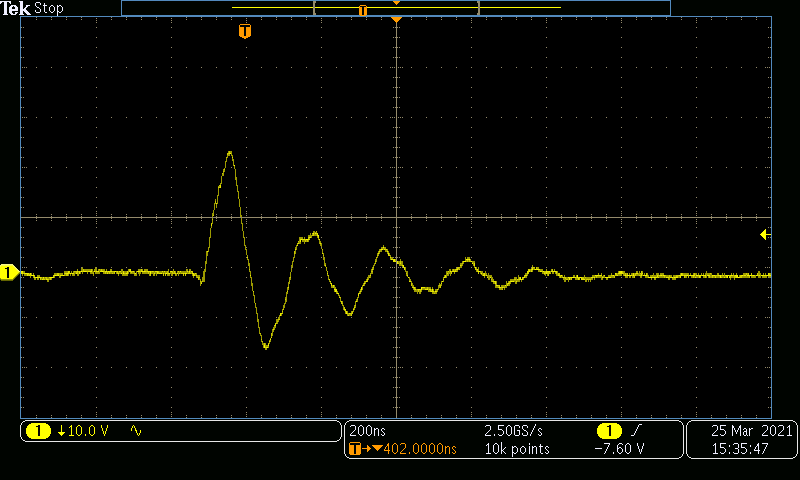 Tek Stop
T
T
1
1 ↓10.0 V ∿
200ns 2.50GS/s 1 ∫
T→▼402.0000ns 10k points −7.60 V
25 Mar 2021
15:35:47